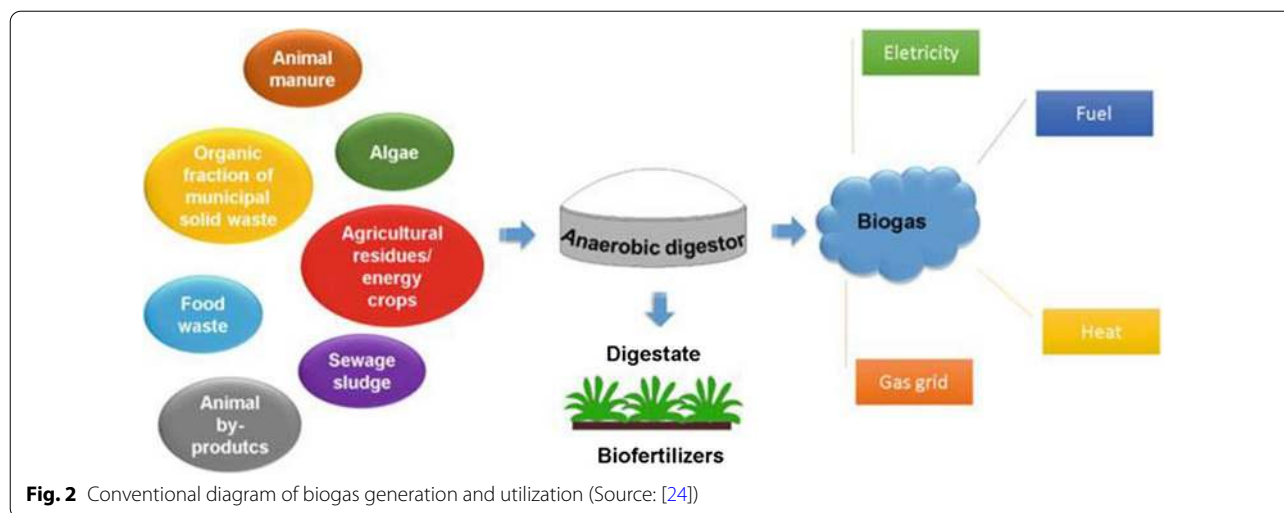 Animal
manure
Algae
Organic
fraction of
municipal
solid waste
Agricultural
residues/
energy
crops
Food
waste
Sewage
sludge
Animal
by-
produtcs
Anaerobic digestor
Digestate
Biofertilizers
Biogas
Eletricity
Fuel
Heat
Gas grid
Fig. 2 Conventional diagram of biogas generation and utilization (Source: [24])